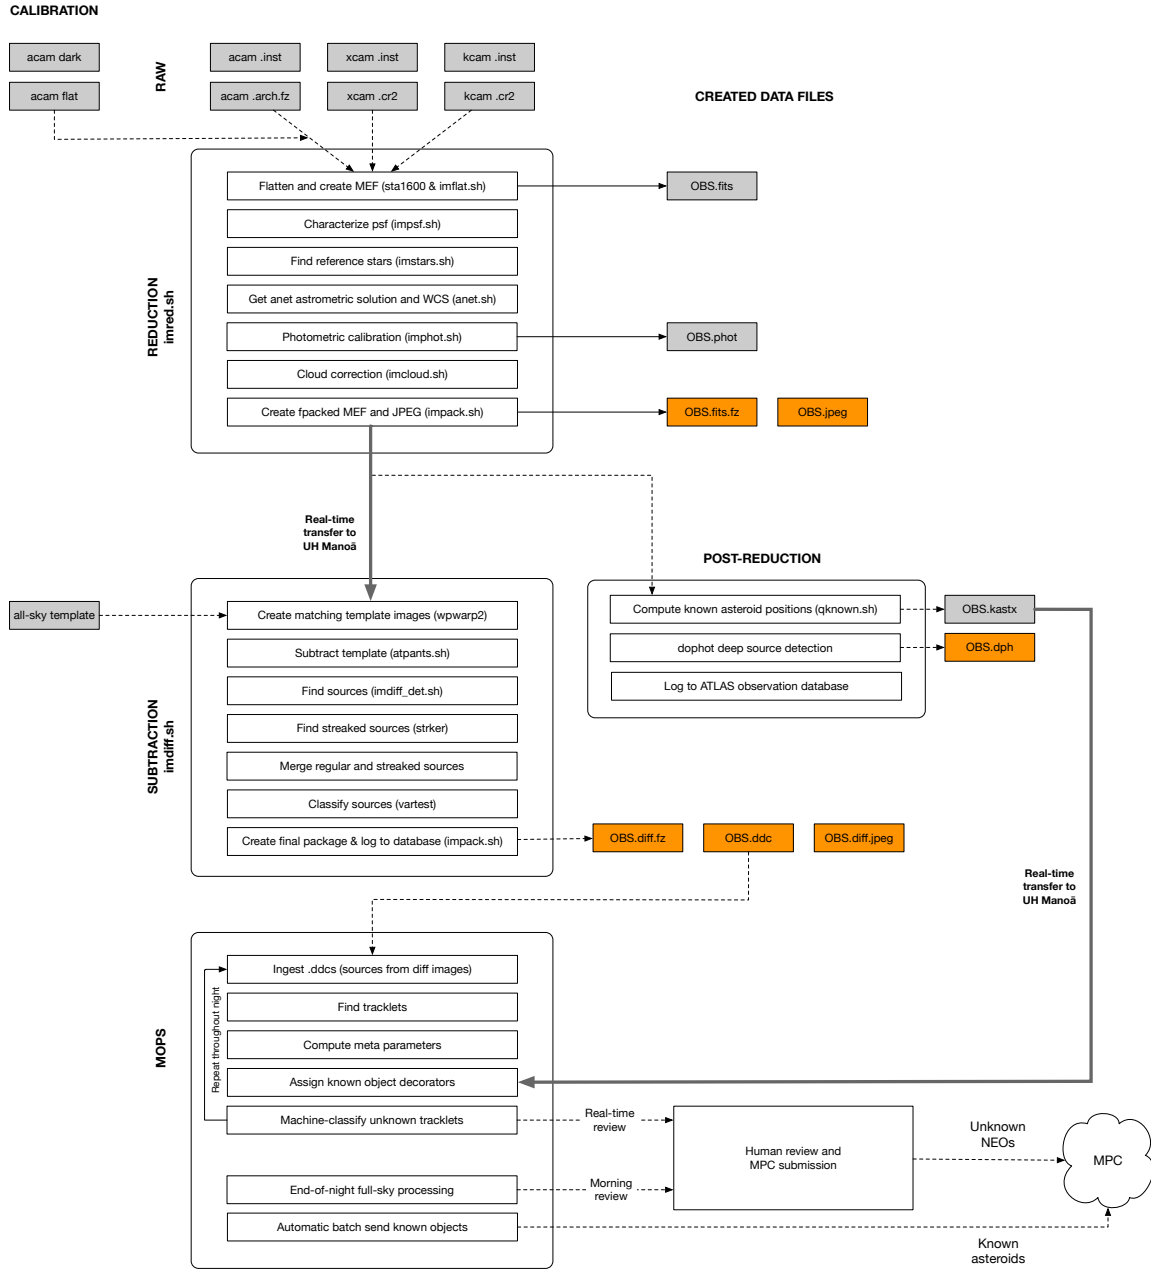 CALIBRATION
acam dark
acam flat
RAW
acam .inst
xcam .inst
kcam .inst
acam .arch.fz
xcam .cr2
kcam .cr2
CREATED DATA FILES
REDUCTION
imred.sh
Flatten and create MEF (sta1600 & imflat.sh)
OBS.fits
Characterize psf (impsf.sh)
Find reference stars (imstars.sh)
Get anet astrometric solution and WCS (anet.sh)
Photometric calibration (imphot.sh)
OBS.phot
Cloud correction (imcloud.sh)
Create fpacked MEF and JPEG (impack.sh)
OBS.fits.fz
OBS.jpeg
Real-time
transfer to
UH Manoā
POST-REDUCTION
Compute known asteroid positions (qknown.sh)
OBS.kastx
dophot deep source detection
OBS.dph
Log to ATLAS observation database
all-sky template
SUBTRACTION
imdiff.sh
Create matching template images (wpwarp2)
Subtract template (atpants.sh)
Find sources (imdiff_det.sh)
Find streaked sources (strker)
Merge regular and streaked sources
Classify sources (vartest)
Create final package & log to database (impack.sh)
OBS.diff.fz
OBS.ddc
OBS.diff.jpeg
Real-time
transfer to
UH Manoā
MOPS
Repeat throughout night
Ingest .ddcs (sources from diff images)
Find tracklets
Compute meta parameters
Assign known object decorators
Machine-classify unknown tracklets
Real-time
review
End-of-night full-sky processing
Morning
review
Automatic batch send known objects
Human review and
MPC submission
Unknown
NEOs
MPC
Known
asteroids